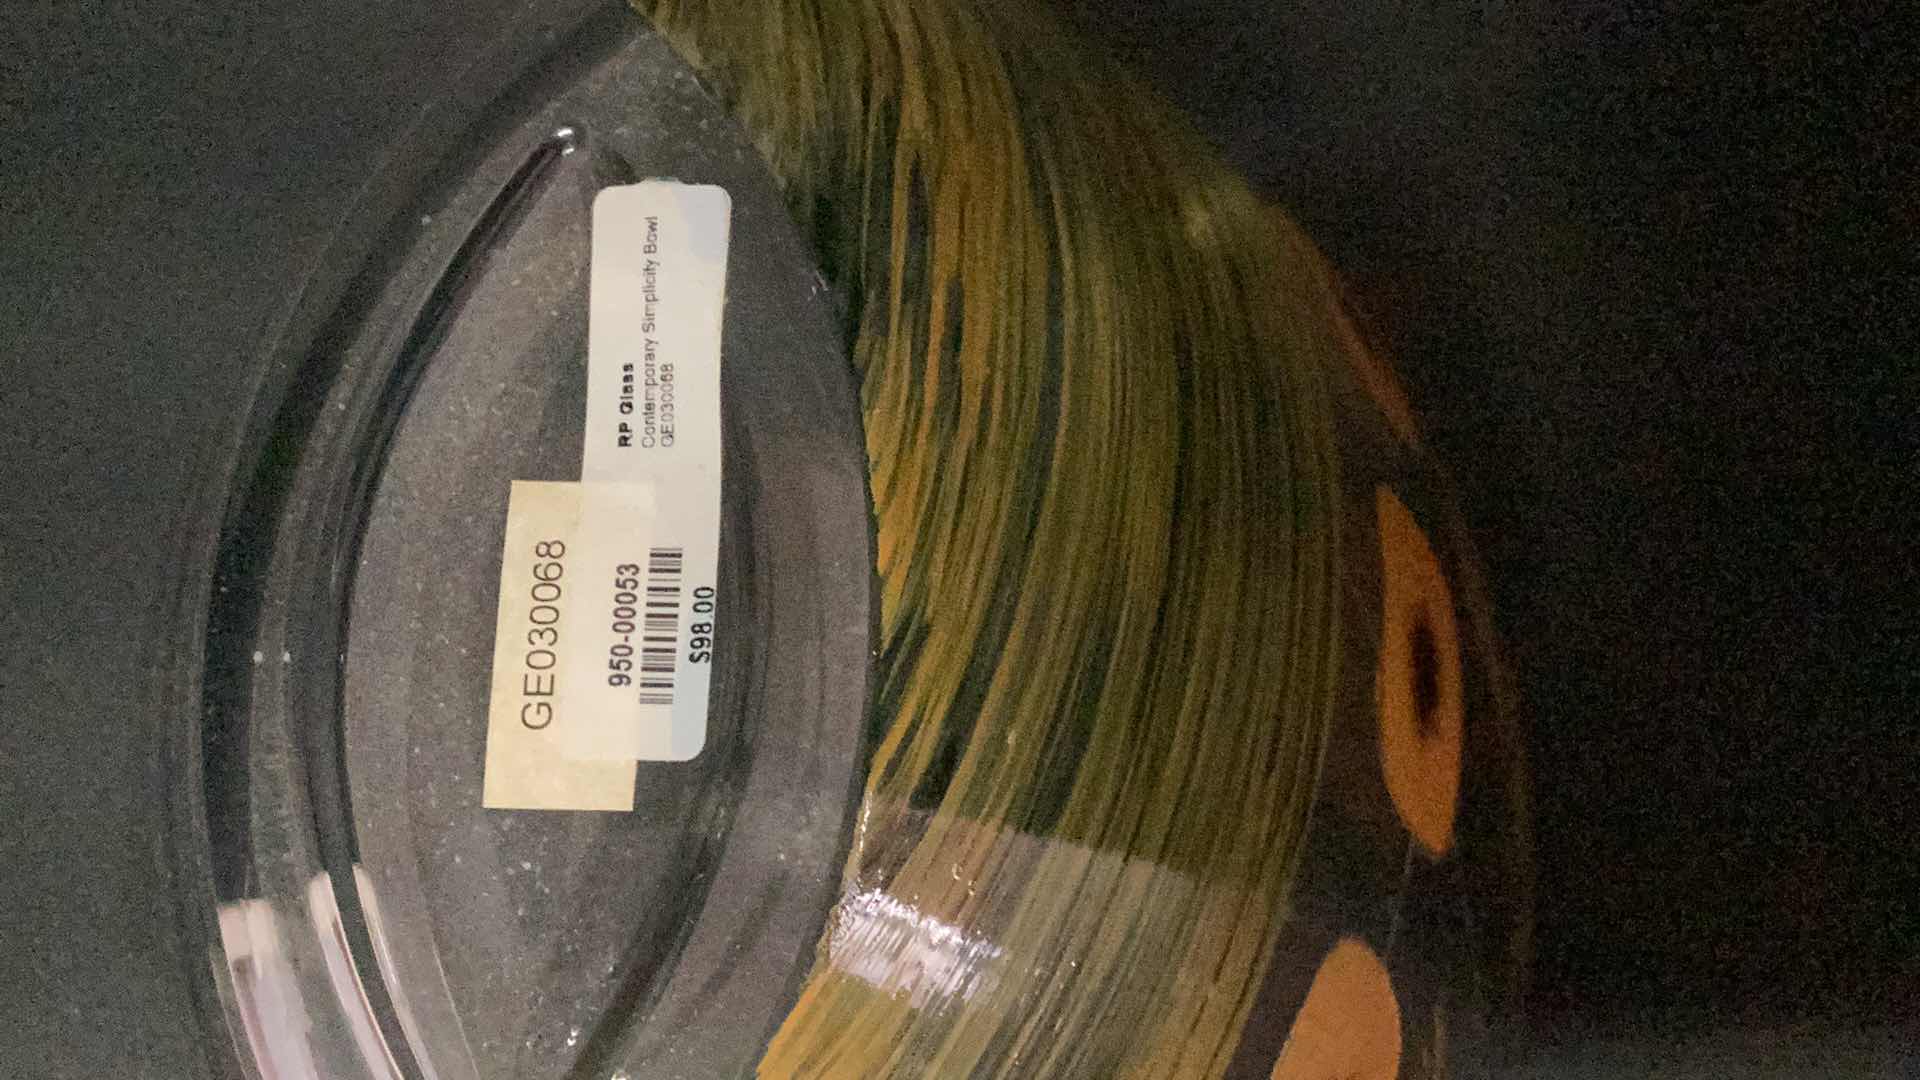 RP Glass
Contemporary Simplicity Bowl
GE030068
GE030068
950-00053
$98.00